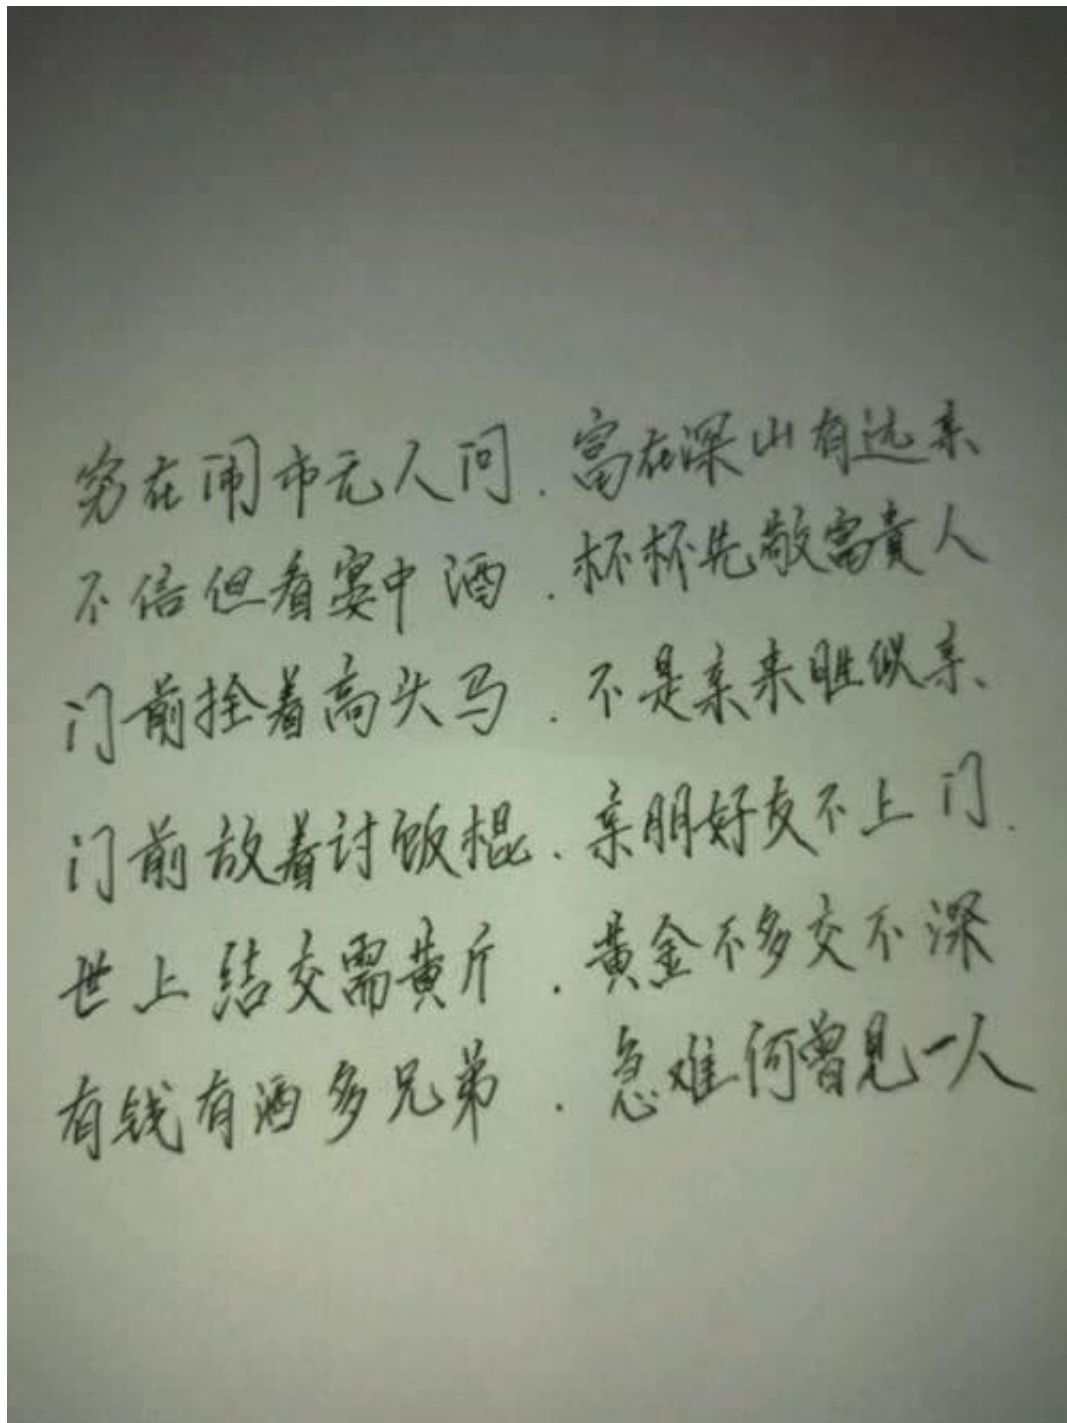 穷在闹市无人问.富在深山有远亲
不信但看宴中酒.杯杯先敬富贵人
门前拴着高头马.不是亲来胜似亲、
门前放着讨饭棍.亲朋好友不上门.
世上结交需黄斤.黄金不多交不深
有钱有酒多兄弟.急难何曾见一人